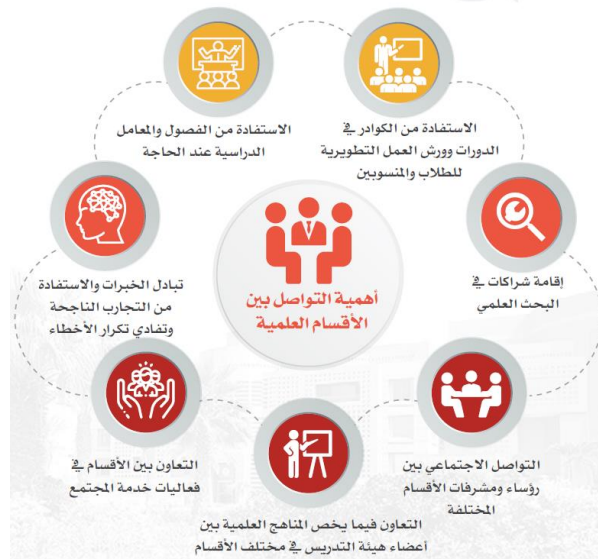 أهمية التواصل بين
الأقسام العلمية
الاستفادة من الكوادر في
الدورات وورش العمل التطويرية
للطلاب والمنسوبين
الاستفادة من الفصول والمعامل
الدراسية عند الحاجة
إقامة شراكات في
البحث العلمي
تبادل الخبرات والاستفادة
من التجارب الناجحة
وتفادي تكرار الأخطاء
التواصل الاجتماعي بين
رؤساء ومشرفات الأقسام
المختلفة
التعاون بين الأقسام في
فعاليات خدمة المجتمع
التعاون فيما يخص المناهج العلمية بين
أعضاء هيئة التدريس في مختلف الأقسام